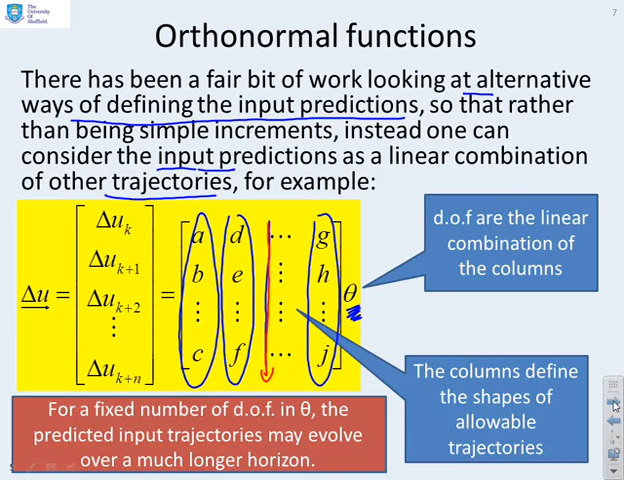 The
University
Of
Sheffield.
7
Orthonormal functions
There has been a fair bit of work looking at alternative
ways of defining the input predictions, so that rather
than being simple increments, instead one can
consider the input predictions as a linear combination
of other trajectories, for example:
Δu = [Δu_k Δu_{k+1} Δu_{k+2} ⋮ Δu_{k+n}] = [a d ⋯ g
b e ⋮ h
⋮ ⋮ ⋮ ⋮
c f ⋯ j] θ
d.o.f are the linear
combination of
the columns
The columns define
the shapes of
allowable
trajectories
For a fixed number of d.o.f. in θ, the
predicted input trajectories may evolve
over a much longer horizon.